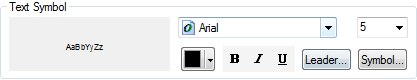 Text Symbol
AaBbYyZz
Arial
5
B I U Leader... Symbol...